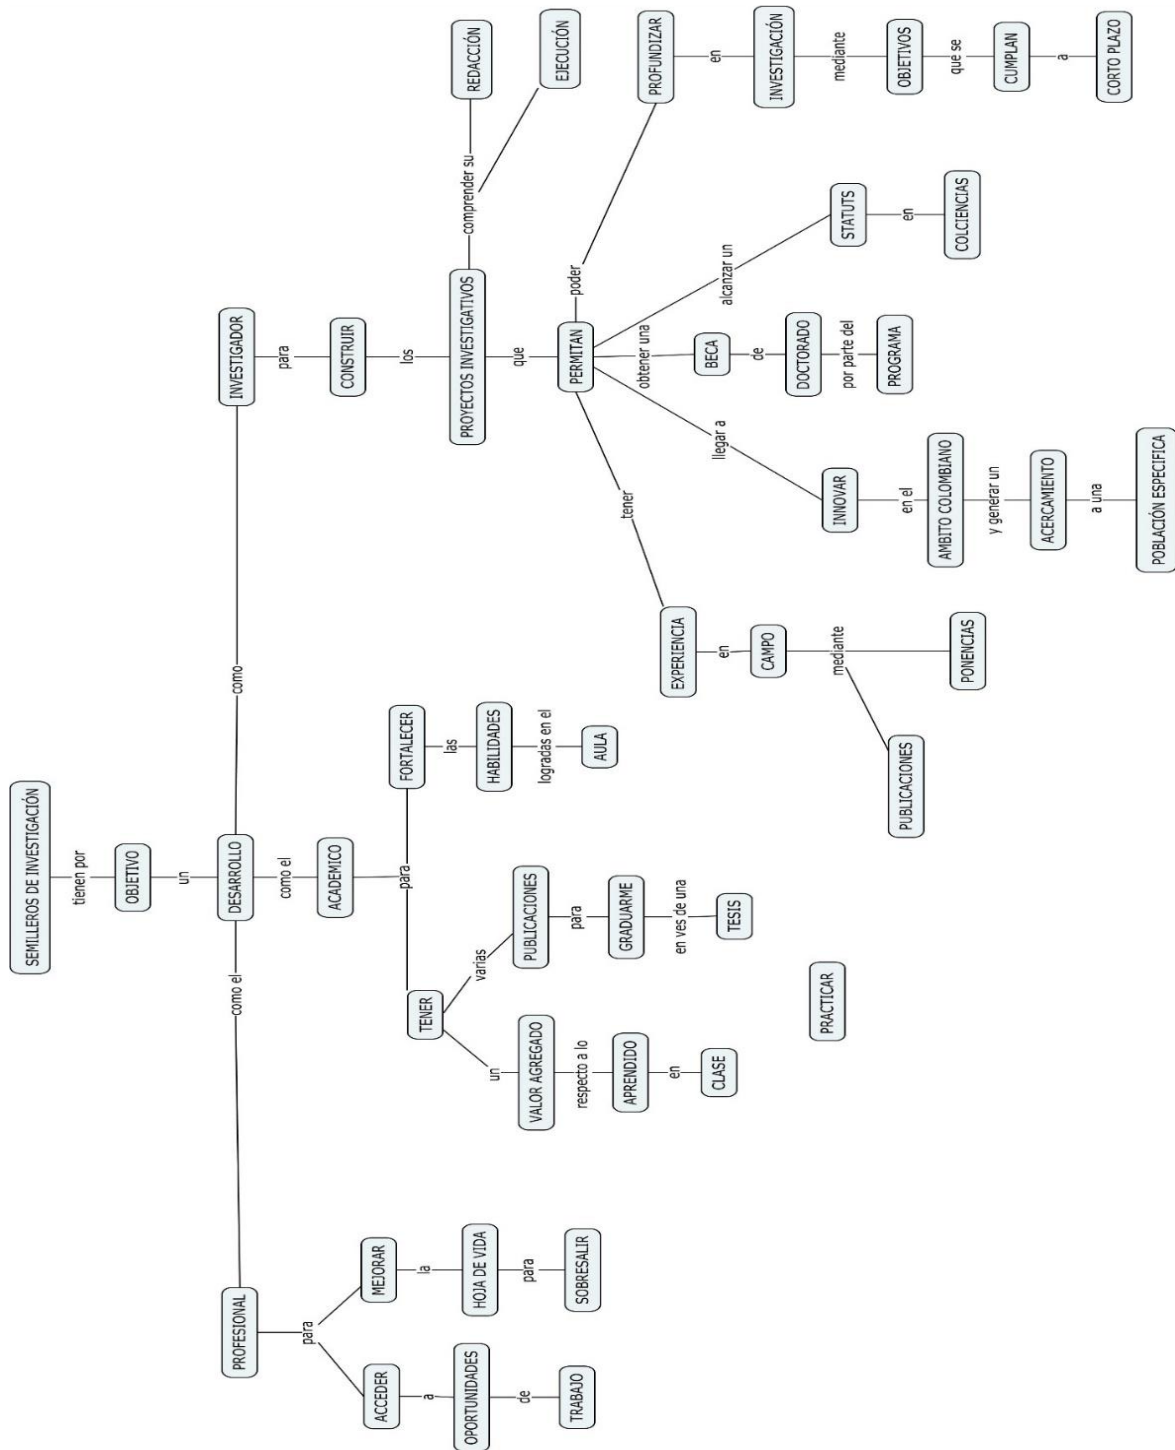 SEMILLEROS DE INVESTIGACIÓN
tienen por
OBJETIVO
un
DESARROLLO
como el
PROFESIONAL
para
ACCEDER
a
OPORTUNIDADES
de
TRABAJO
MEJORAR
la
HOJA DE VIDA
para
SOBRESALIR
como el
ACADEMICO
para
TENER
un
VALOR AGREGADO
respecto a lo
APRENDIDO
en
CLASE
varias
PUBLICACIONES
para
GRADUARME
en ves de una
TESIS
FORTALECER
las
HABILIDADES
logradas en el
AULA
PRACTICAR
como
INVESTIGADOR
para
CONSTRUIR
los
PROYECTOS INVESTIGATIVOS
comprender su
REDACCIÓN
EJECUCIÓN
que
PERMITAN
tener
EXPERIENCIA
en
CAMPO
mediante
PUBLICACIONES
PONENCIAS
llegar a
INNOVAR
en el
AMBITO COLOMBIANO
y generar un
ACERCAMIENTO
a una
POBLACIÓN ESPECIFICA
obtener una
BECA
de
DOCTORADO
por parte del
PROGRAMA
alcanzar un
STATUTS
en
COLCIENCIAS
poder
PROFUNDIZAR
en
INVESTIGACIÓN
mediante
OBJETIVOS
que se
CUMPLAN
a
CORTO PLAZO